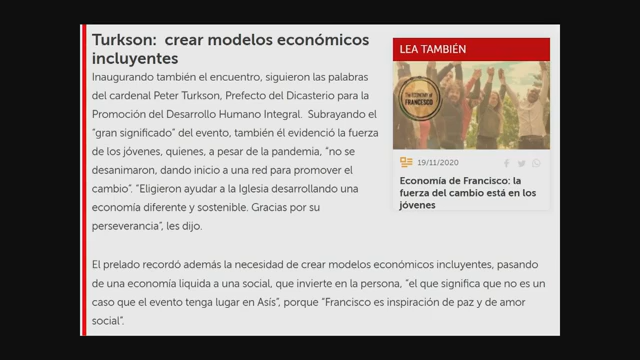 Turkson: crear modelos económicos
incluyentes
Inaugurando también el encuentro, siguieron las palabras
del cardenal Peter Turkson, Prefecto del Dicasterio para la
Promoción del Desarrollo Humano Integral. Subrayando el
“gran significado” del evento, también él evidenció la fuerza
de los jóvenes, quienes, a pesar de la pandemia, “no se
desanimaron, dando inicio a una red para promover el
cambio”. “Eligieron ayudar a la Iglesia desarrollando una
economía diferente y sostenible. Gracias por su
perseverancia”, les dijo.
El prelado recordó además la necesidad de crear modelos económicos incluyentes, pasando
de una economía liquida a una social, que invierte en la persona, “el que significa que no es un
caso que el evento tenga lugar en Asís”, porque “Francisco es inspiración de paz y de amor
social”.
LEA TAMBIÉN
The ECONOMY of
FRANCESCO
19/11/2020
Economía de Francisco: la
fuerza del cambio está en los
jóvenes